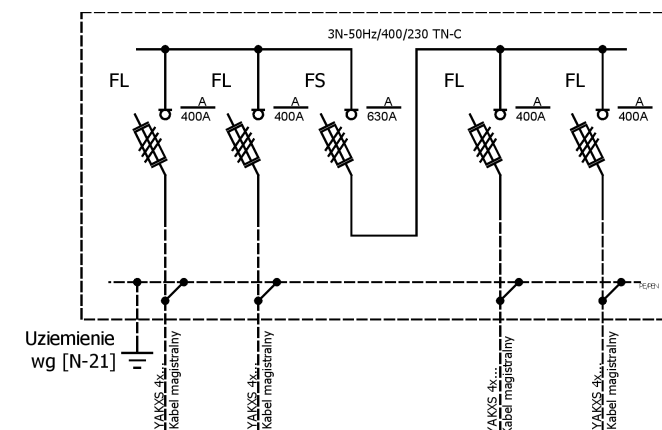 3N-50Hz/400/230 TN-C
FL
FL
FS
FL
FL
A
400A
A
400A
A
630A
A
400A
A
400A
PE/PEN
Uziemienie
wg [N-21]
YAKXS 4x...
Kabel magistralny
YAKXS 4x...
Kabel magistralny
YAKXS 4x...
Kabel magistralny
YAKXS 4x...
Kabel magistralny